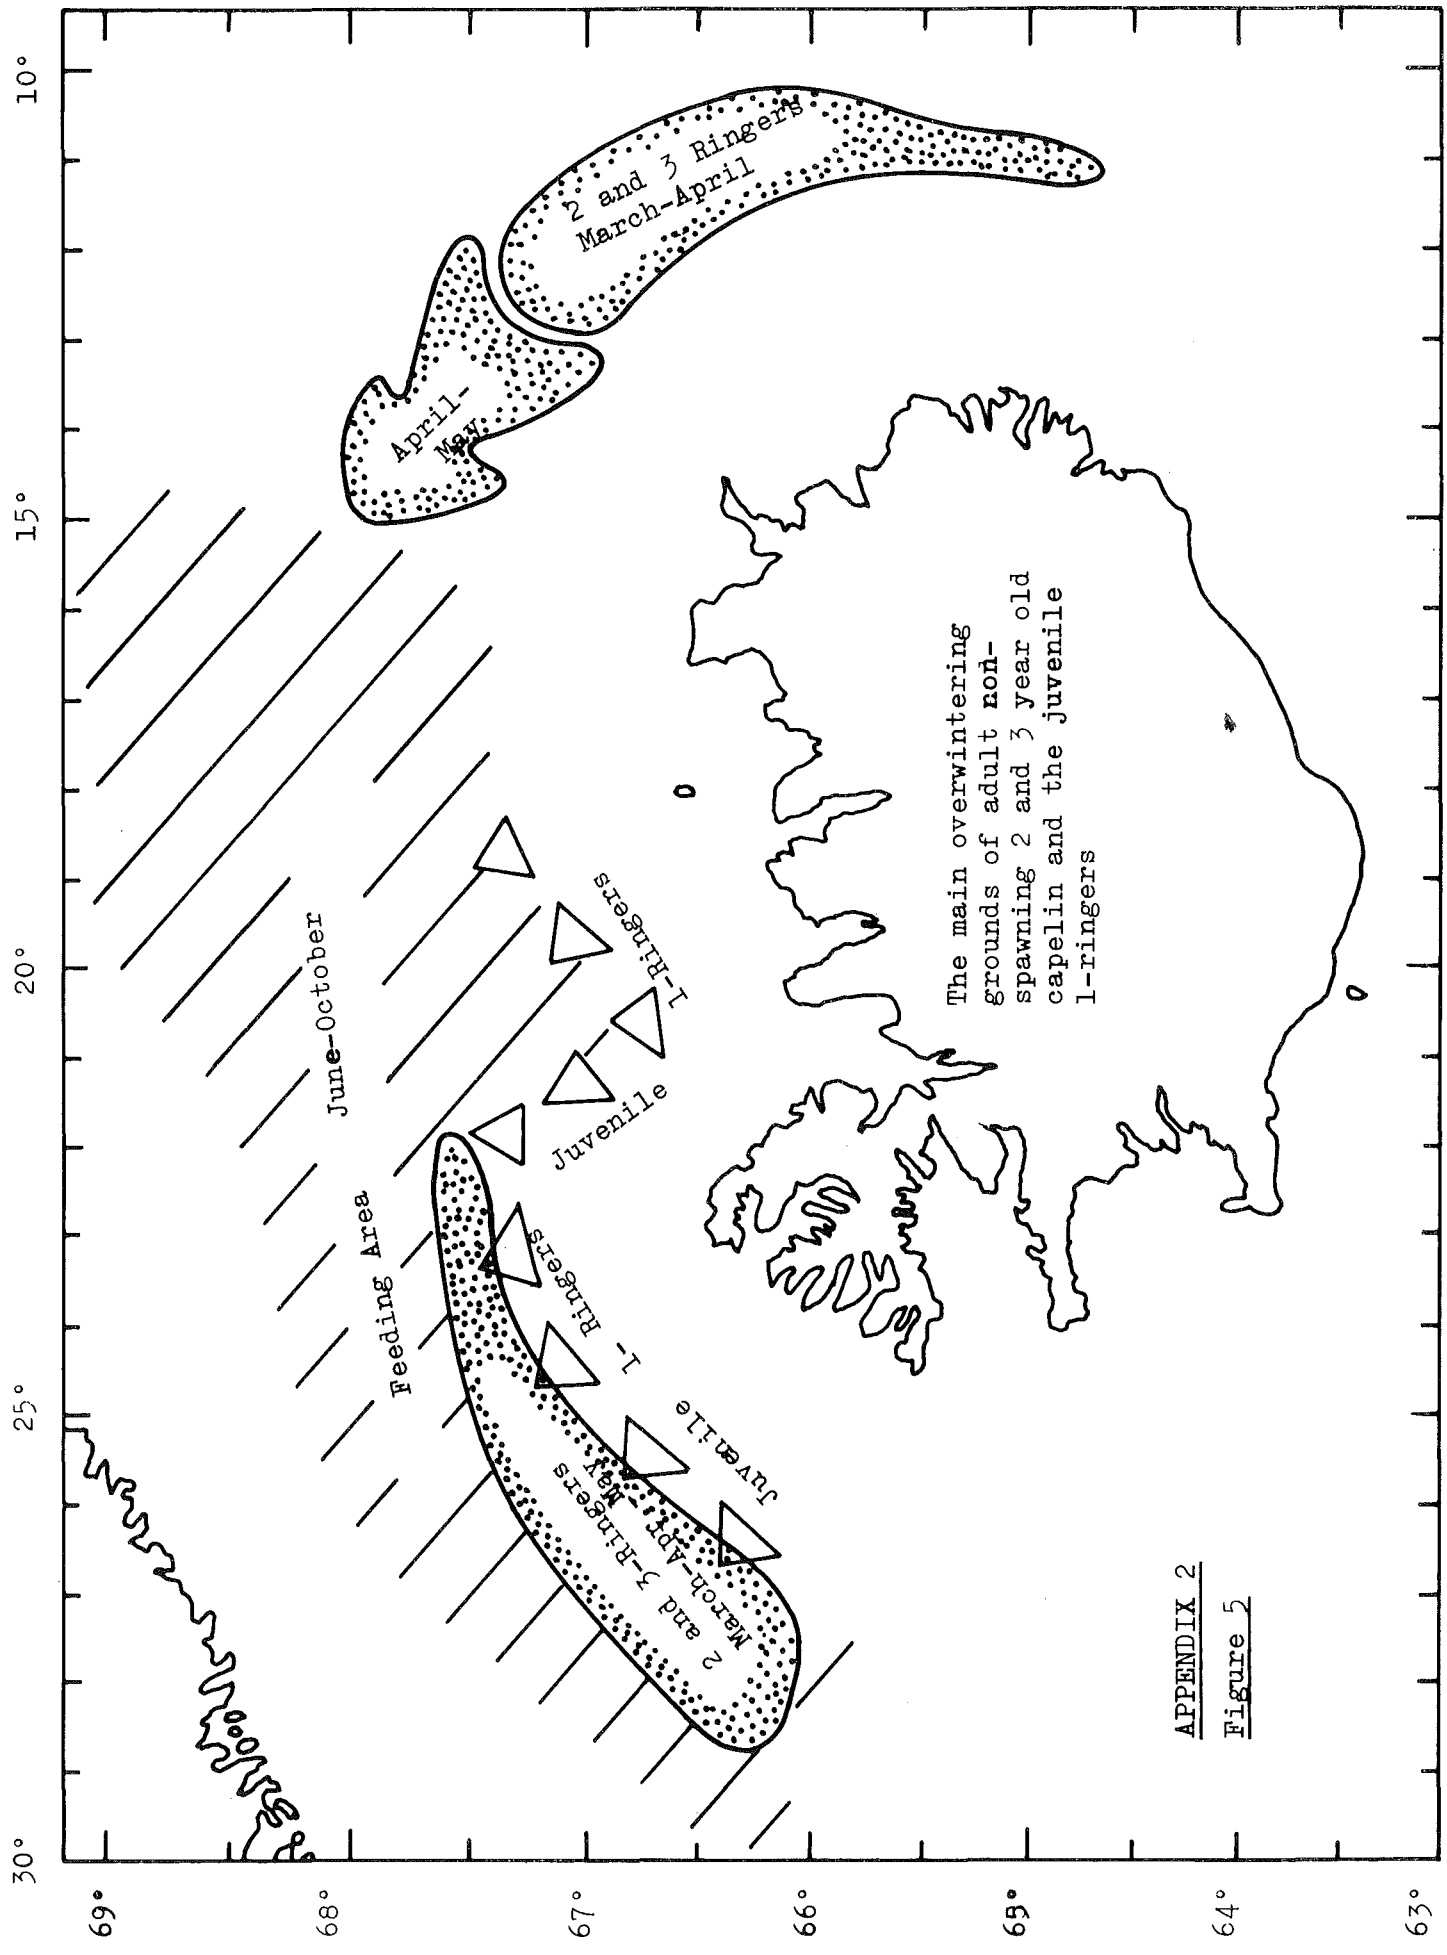 30°
25°
20°
15°
10°
69°
68°
67°
66°
65°
64°
63°
June-October
Feeding Area
April-
May
2 and 3 Ringers
March-April
1-Ringers
Juvenile
1- Ringers
Juvenile
2 and 3-Ringers
March-Apr.-May
The main overwintering
grounds of adult non-
spawning 2 and 3 year old
capelin and the juvenile
1-ringers
APPENDIX 2
Figure 5